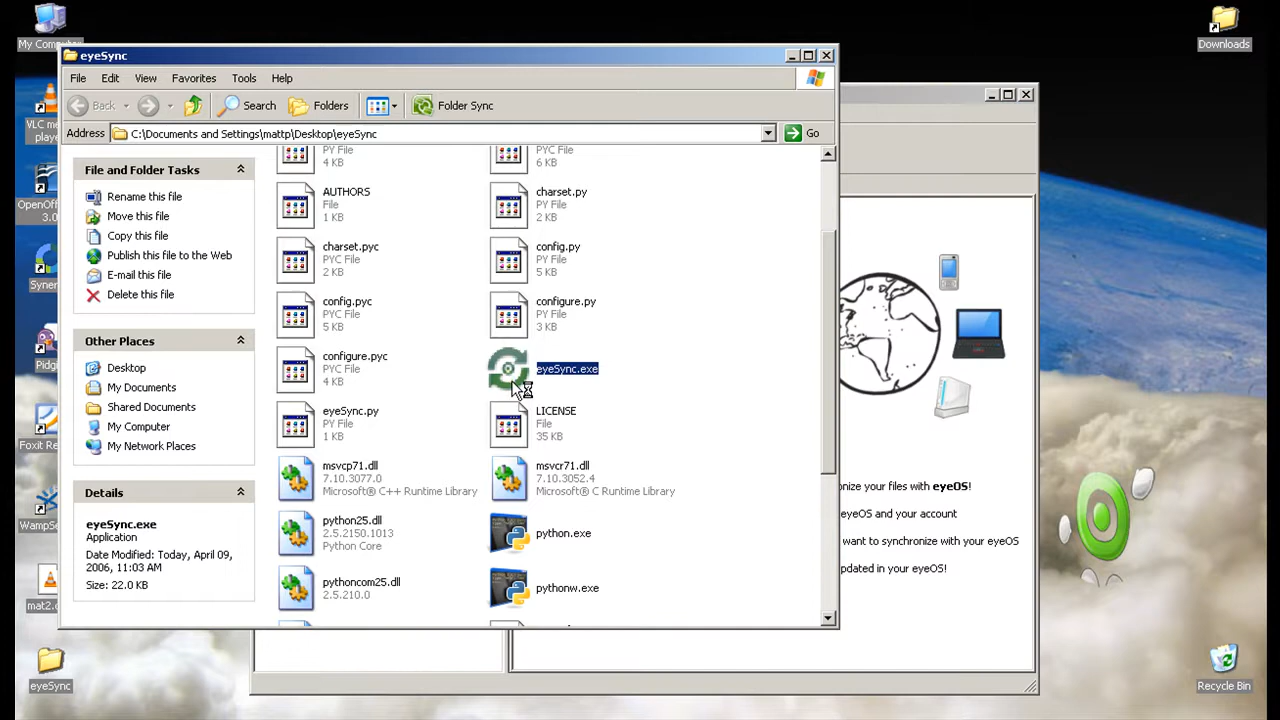 My Computer
Downloads
eyeSync
File Edit View Favorites Tools Help
Back Search Folders Folder Sync
Address C:\Documents and Settings\mattp\Desktop\eyeSync Go
File and Folder Tasks
Rename this file
Move this file
Copy this file
Publish this file to the Web
E-mail this file
Delete this file
Other Places
Desktop
My Documents
Shared Documents
My Computer
My Network Places
Details
eyeSync.exe
Application
Date Modified: Today, April 09,
2006, 11:03 AM
Size: 22.0 KB
PY File
4 KB
PYC File
6 KB
AUTHORS
File
1 KB
charset.py
PY File
2 KB
charset.pyc
PYC File
2 KB
config.py
PY File
5 KB
config.pyc
PYC File
5 KB
configure.py
PY File
3 KB
configure.pyc
PYC File
4 KB
eyeSync.exe
eyeSync.py
PY File
1 KB
LICENSE
File
35 KB
msvcp71.dll
7.10.3077.0
Microsoft® C++ Runtime Library
msvcr71.dll
7.10.3052.4
Microsoft® C Runtime Library
python25.dll
2.5.2150.1013
Python Core
python.exe
pythoncom25.dll
2.5.210.0
pythonw.exe
onize your files with eyeOS
eyeOS and your account
want to synchronize with your eyeOS
updated in your eyeOS!
VLC me
playe
OpenOff
3.0
Syner
Pidgi
Foxit Re
WampSe
mat2.
eyeSync
Recycle Bin